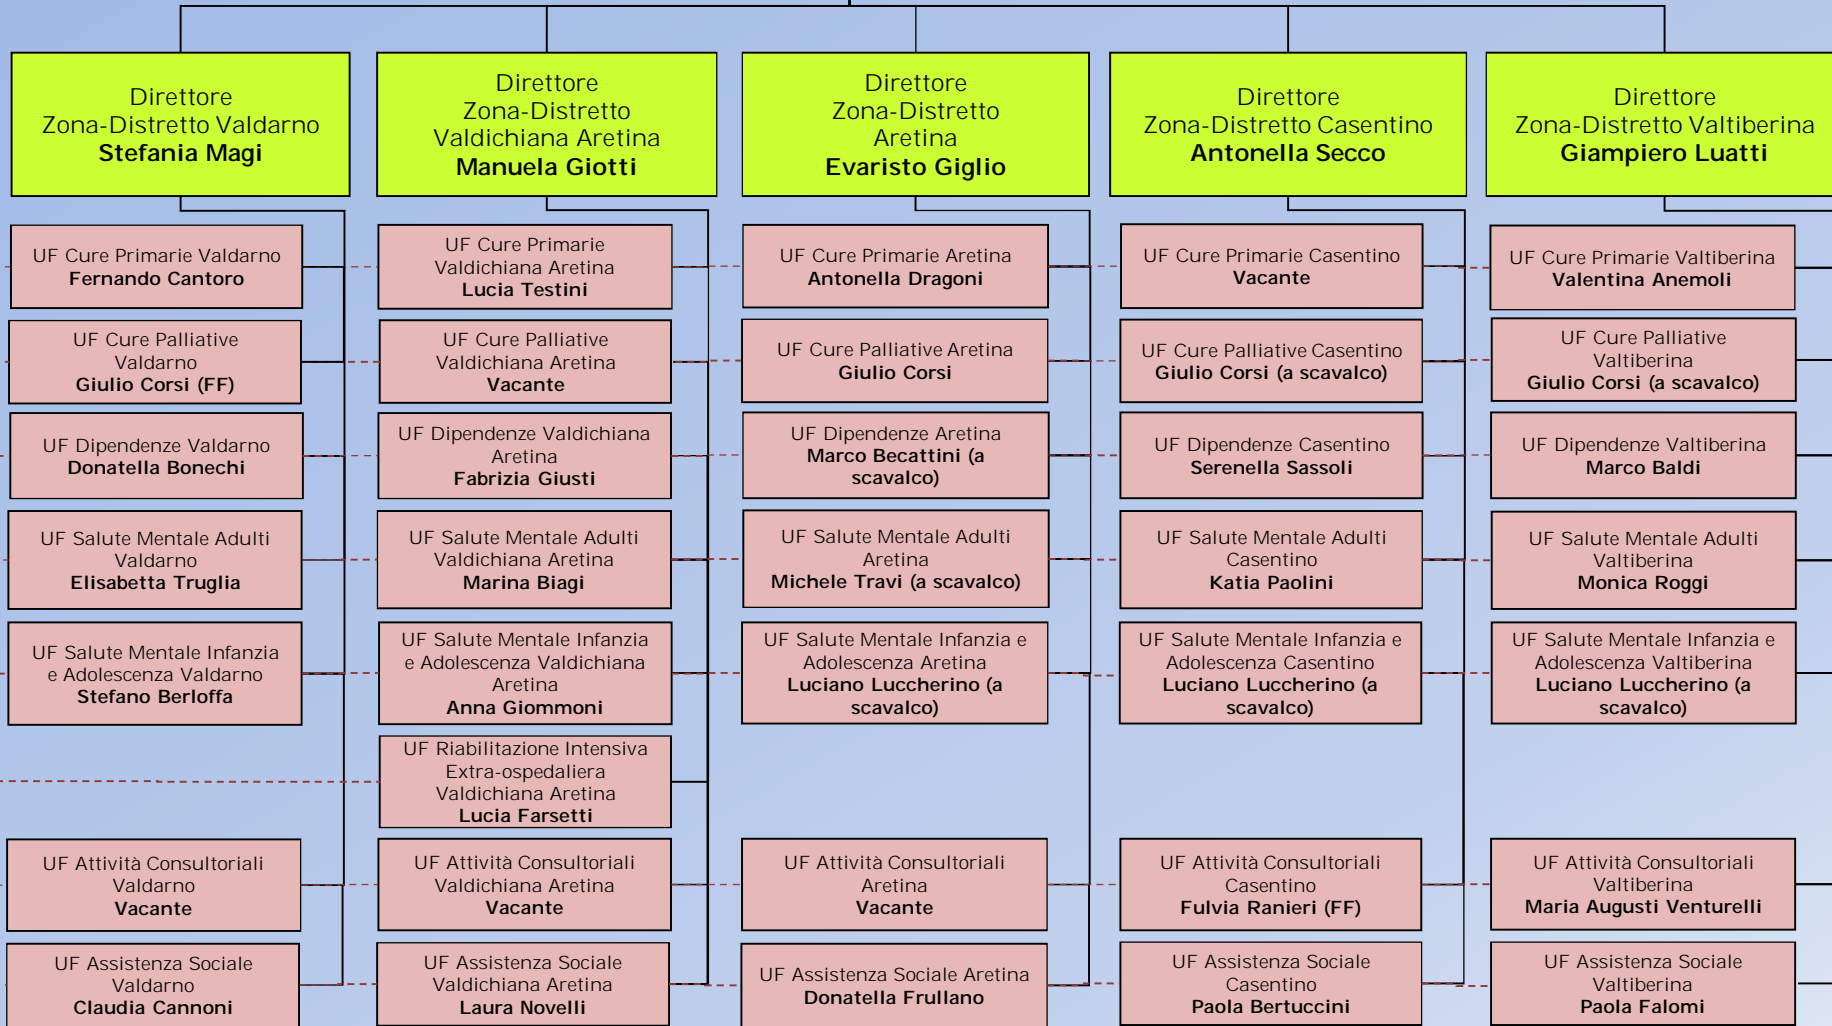 Direttore
Zona-Distretto Valdarno
Stefania Magi
Direttore
Zona-Distretto
Valdichiana Aretina
Manuela Giotti
Direttore
Zona-Distretto
Aretina
Evaristo Giglio
Direttore
Zona-Distretto Casentino
Antonella Secco
Direttore
Zona-Distretto Valtiberina
Giampiero Luatti
UF Cure Primarie Valdarno
Fernando Cantoro
UF Cure Primarie
Valdichiana Aretina
Lucia Testini
UF Cure Primarie Aretina
Antonella Dragoni
UF Cure Primarie Casentino
Vacante
UF Cure Primarie Valtiberina
Valentina Anemoli
UF Cure Palliative
Valdarno
Giulio Corsi (FF)
UF Cure Palliative
Valdichiana Aretina
Vacante
UF Cure Palliative Aretina
Giulio Corsi
UF Cure Palliative Casentino
Giulio Corsi (a scavalco)
UF Cure Palliative
Valtiberina
Giulio Corsi (a scavalco)
UF Dipendenze Valdarno
Donatella Bonechi
UF Dipendenze Valdichiana
Aretina
Fabrizia Giusti
UF Dipendenze Aretina
Marco Becattini (a
scavalco)
UF Dipendenze Casentino
Serenella Sassoli
UF Dipendenze Valtiberina
Marco Baldi
UF Salute Mentale Adulti
Valdarno
Elisabetta Truglia
UF Salute Mentale Adulti
Valdichiana Aretina
Marina Biagi
UF Salute Mentale Adulti
Aretina
Michele Travi (a scavalco)
UF Salute Mentale Adulti
Casentino
Katia Paolini
UF Salute Mentale Adulti
Valtiberina
Monica Roggi
UF Salute Mentale Infanzia
e Adolescenza Valdarno
Stefano Berloffa
UF Salute Mentale Infanzia
e Adolescenza Valdichiana
Aretina
Anna Giommoni
UF Salute Mentale Infanzia e
Adolescenza Aretina
Luciano Luccherino (a
scavalco)
UF Salute Mentale Infanzia e
Adolescenza Casentino
Luciano Luccherino (a
scavalco)
UF Salute Mentale Infanzia e
Adolescenza Valtiberina
Luciano Luccherino (a
scavalco)
UF Riabilitazione Intensiva
Extra-ospedaliera
Valdichiana Aretina
Lucia Farsetti
UF Attività Consultoriali
Valdarno
Vacante
UF Attività Consultoriali
Valdichiana Aretina
Vacante
UF Attività Consultoriali
Aretina
Vacante
UF Attività Consultoriali
Casentino
Fulvia Ranieri (FF)
UF Attività Consultoriali
Valtiberina
Maria Augusti Venturelli
UF Assistenza Sociale
Valdarno
Claudia Cannoni
UF Assistenza Sociale
Valdichiana Aretina
Laura Novelli
UF Assistenza Sociale Aretina
Donatella Frullano
UF Assistenza Sociale
Casentino
Paola Bertuccini
UF Assistenza Sociale
Valtiberina
Paola Falomi